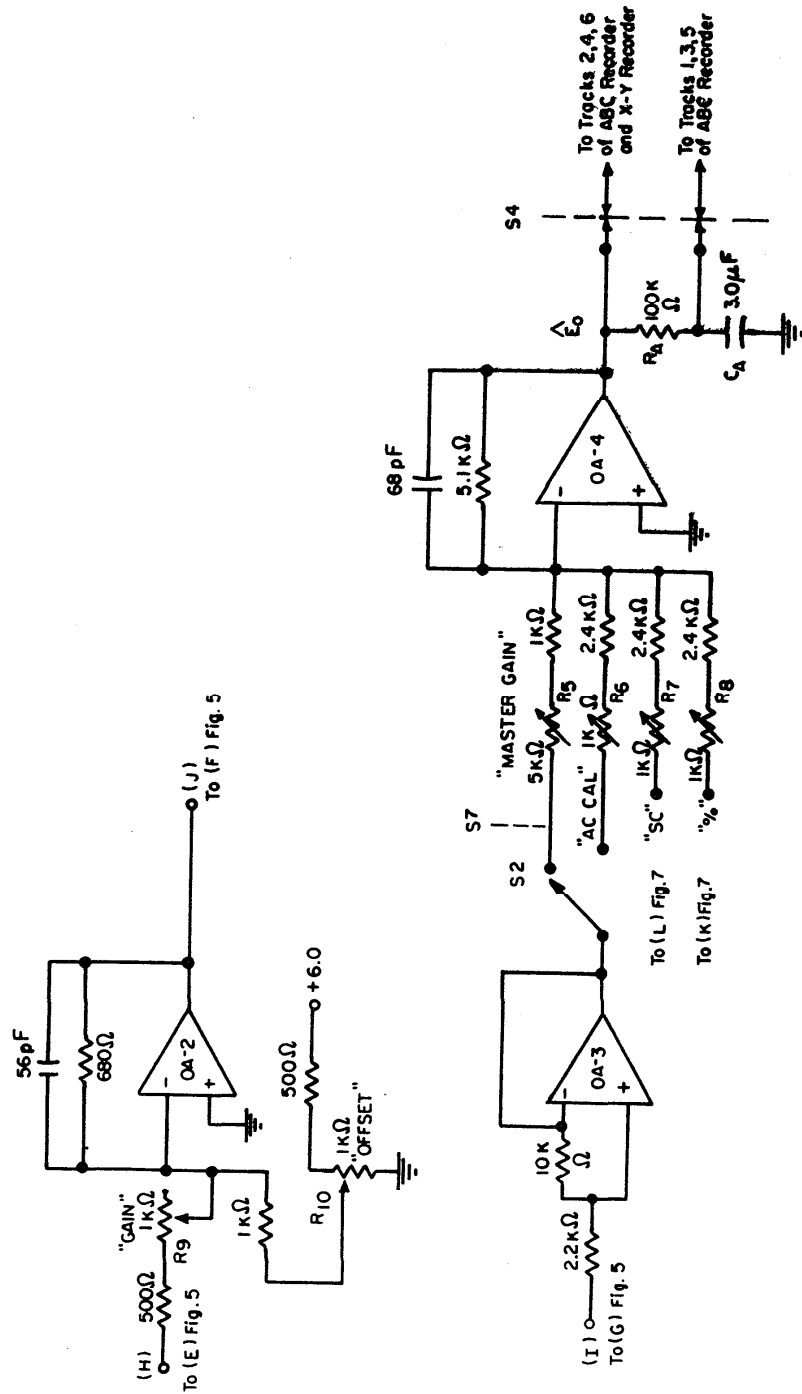 56pF
680Ω
OA-2
-
+
"GAIN"
1KΩ
R9
500Ω
(H)
To (E) Fig. 5
1KΩ
R10
1KΩ
"OFFSET"
500Ω
+6.0
(J)
To (F) Fig. 5
(I)
To(G) Fig. 5
2.2KΩ
10K
Ω
-
+
OA-3
S2
S7
"MASTER GAIN"
5KΩ
R5
1KΩ
"AC CAL"
1KΩ
R6
2.4KΩ
"SC"
1KΩ
R7
2.4KΩ
"%"
1KΩ
R8
2.4KΩ
To (L) Fig.7
To (K)Fig.7
68pF
5.1KΩ
-
+
OA-4
Ê₀
R∆
100K
Ω
C∆
3.0µF
S4
To Tracks 2,4,6
of ABC Recorder
and X-Y Recorder
To Tracks 1,3,5
of ABC Recorder